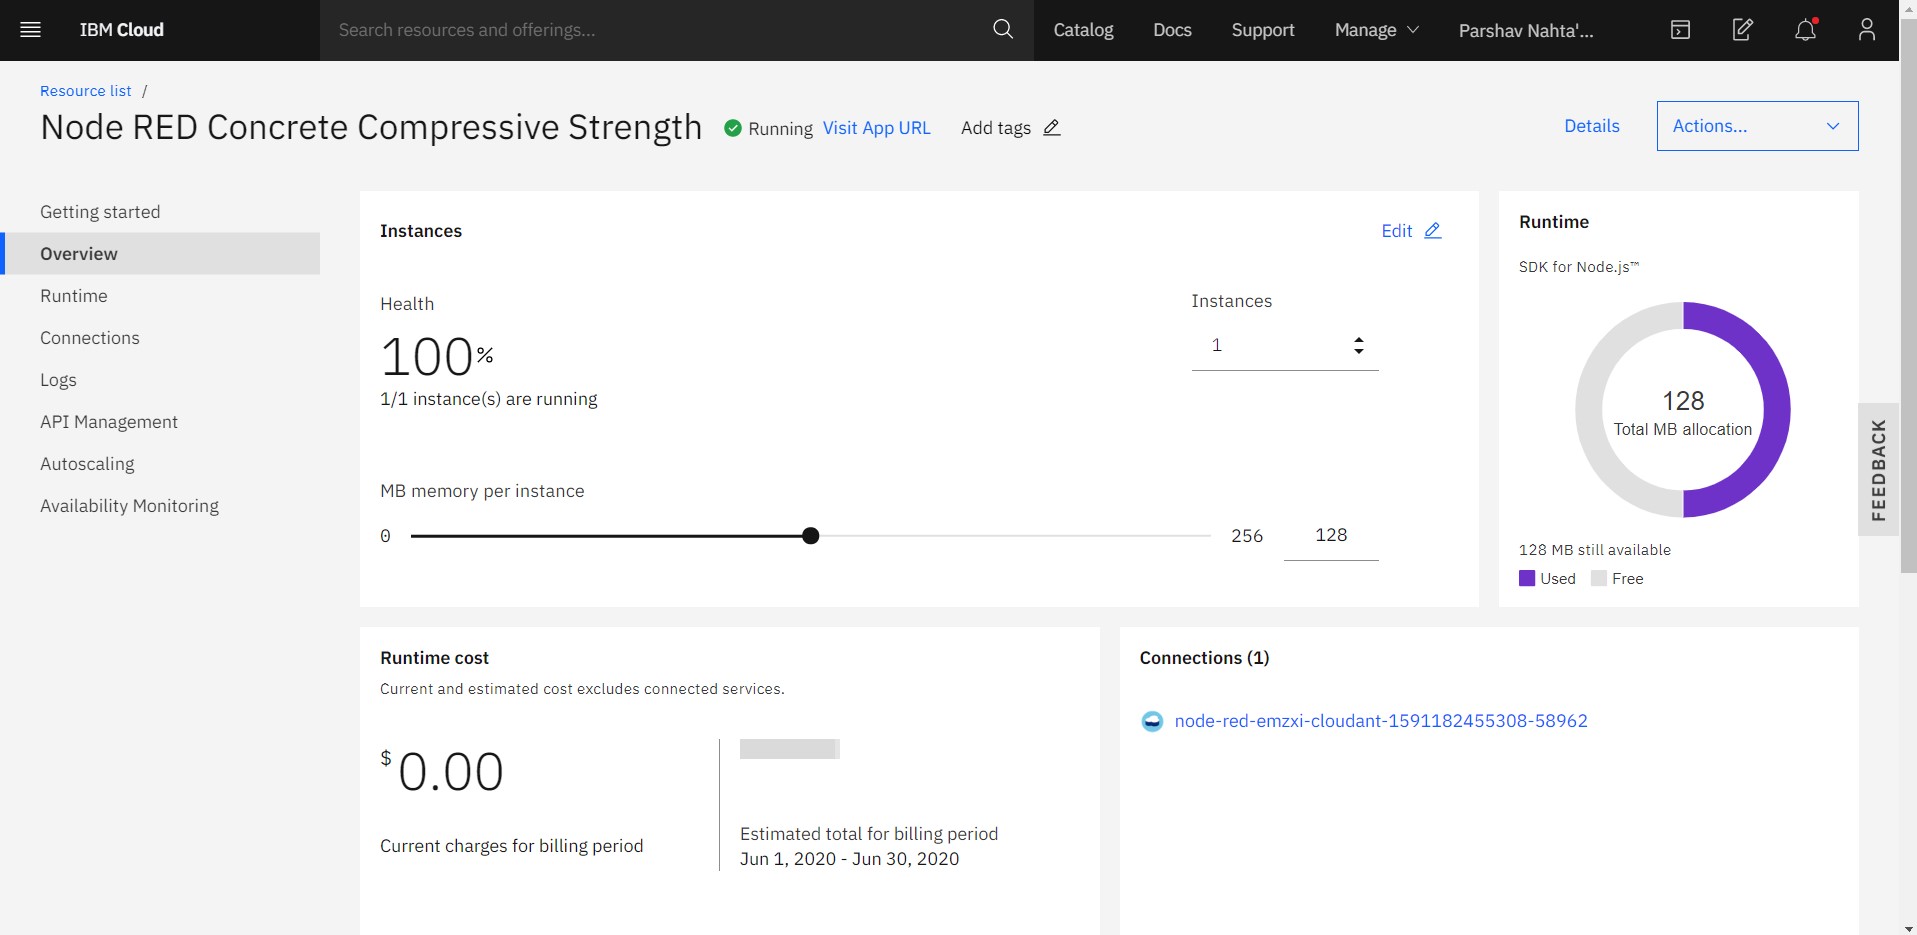 IBM Cloud
Search resources and offerings...
Catalog
Docs
Support
Manage
Parshav Nahta'...
Resource list /
Node RED Concrete Compressive Strength
Running
Visit App URL
Add tags
Details
Actions...
Getting started
Overview
Runtime
Connections
Logs
API Management
Autoscaling
Availability Monitoring
Instances
Edit
Health
100%
1/1 instance(s) are running
Instances
1
MB memory per instance
0
256
128
Runtime
SDK for Node.js™
128
Total MB allocation
128 MB still available
Used
Free
FEEDBACK
Runtime cost
Current and estimated cost excludes connected services.
$0.00
Current charges for billing period
Estimated total for billing period
Jun 1, 2020 - Jun 30, 2020
Connections (1)
node-red-emzxi-cloudant-1591182455308-58962